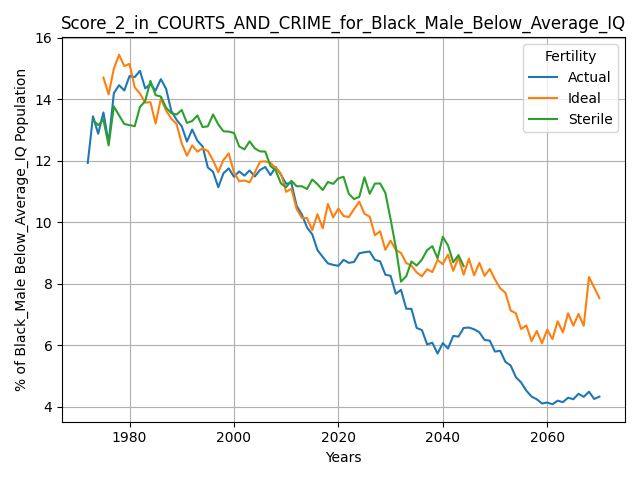 Score_2_in_COURTS_AND_CRIME_for_Black_Male_Below_Average_IQ
% of Black_Male Below_Average_IQ Population
16
14
12
10
8
6
4
Fertility
Actual
Ideal
Sterile
1980 2000 2020 2040 2060
Years